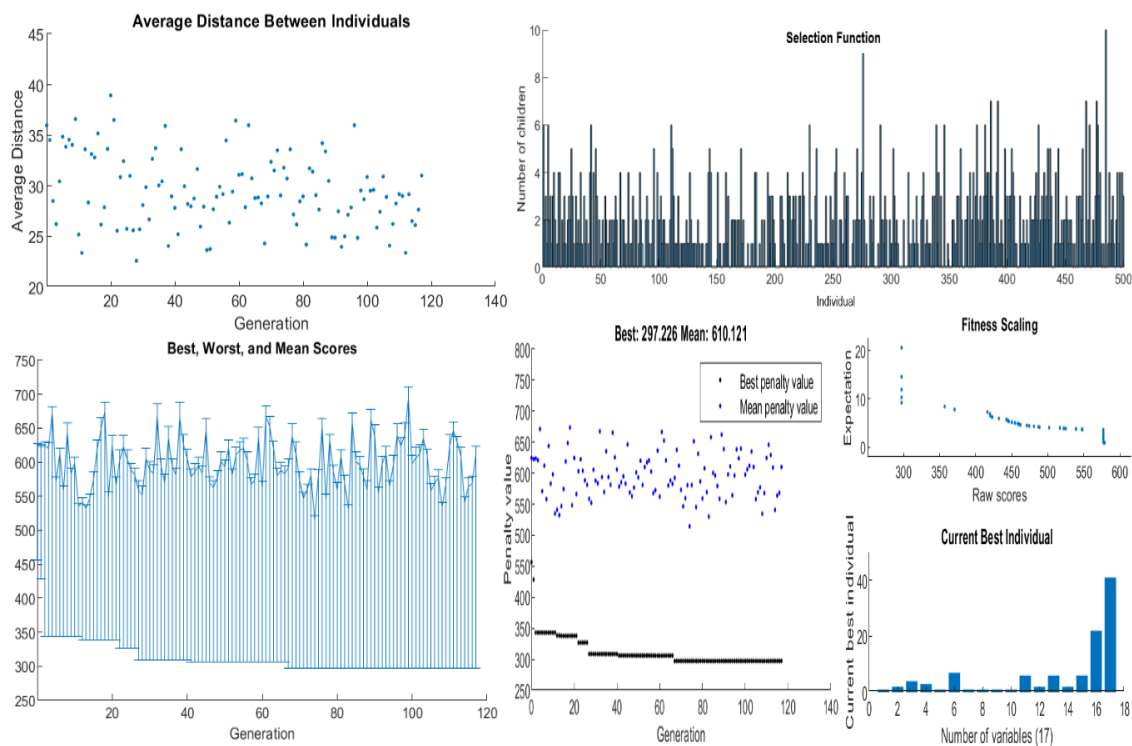 Average Distance Between Individuals
45
40
35
30
25
20
Average Distance
20 40 60 80 100 120 140
Generation
Selection Function
10
8
6
4
2
0
Number of children
0 50 100 150 200 250 300 350 400 450 500
Individual
Best, Worst, and Mean Scores
750
700
650
600
550
500
450
400
350
300
250
0 20 40 60 80 100 120
Generation
Best: 297.226 Mean: 610.121
800
750
700
650
600
550
500
550
400
350
300
250
Penalty value
Best penalty value
Mean penalty value
0 20 40 60 80 100 120 140
Generation
Fitness Scaling
20
10
0
Expectation
300 350 400 450 500 550 600
Raw scores
Current Best Individual
40
20
0
Current best individual
0 2 4 6 8 10 12 14 16 18
Number of variables (17)